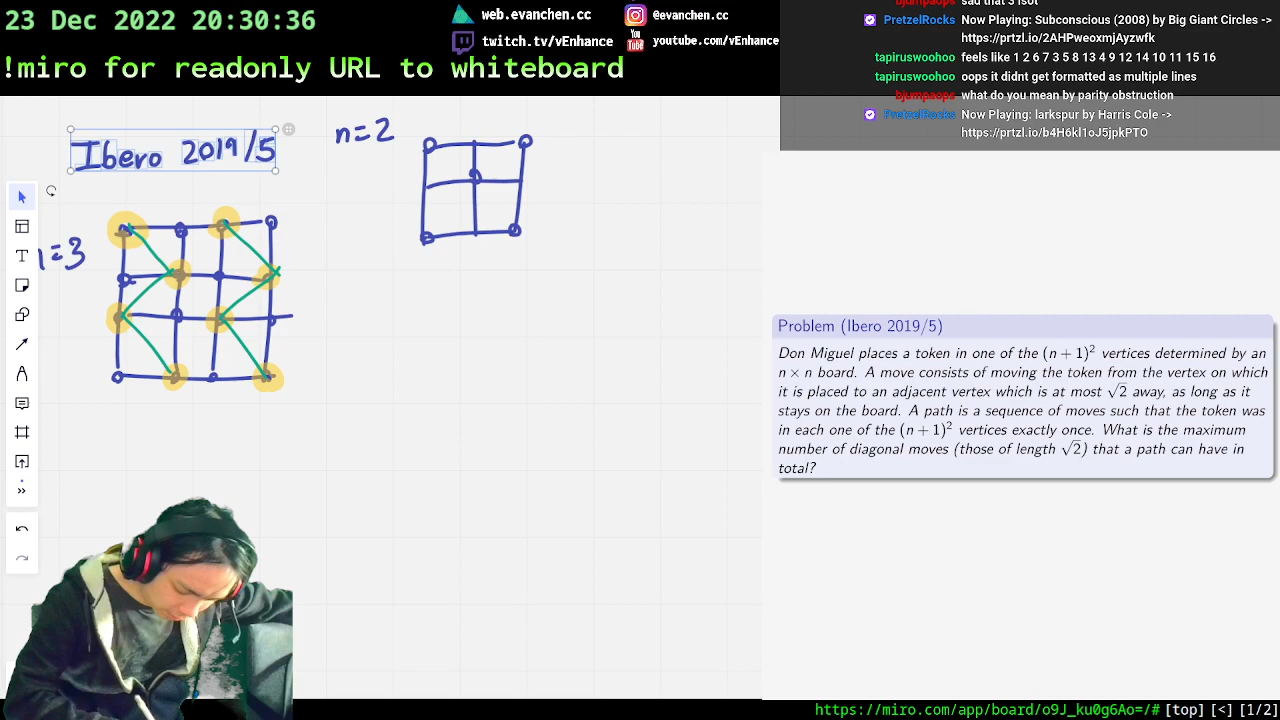 23 Dec 2022 20:30:36
!miro for readonly URL to whiteboard
web.evanchen.cc
@evanchen.cc
twitch.tv/vEnhance
youtube.com/vEnhance
PretzelRocks Now Playing: Subconscious (2008) by Big Giant Circles ->
https://prtzl.io/2AHPweoxmjAyzwfk
tapiruswoohoo feels like 1 2 6 7 3 5 8 13 4 9 12 14 10 11 15 16
tapiruswoohoo oops it didnt get formatted as multiple lines
bjumpaops what do you mean by parity obstruction
PretzelRocks Now Playing: larkspur by Harris Cole ->
https://prtzl.io/b4H6kl1oJ5jpkPTO
Ibero 2019/5
n=2
=3
Problem (Ibero 2019/5)
Don Miguel places a token in one of the (n + 1)² vertices determined by an
n × n board. A move consists of moving the token from the vertex on which
it is placed to an adjacent vertex which is at most √2 away, as long as it
stays on the board. A path is a sequence of moves such that the token was
in each one of the (n + 1)² vertices exactly once. What is the maximum
number of diagonal moves (those of length √2) that a path can have in
total?
https://miro.com/app/board/o9J_ku0g6Ao=/# [top] [<] [1/2]